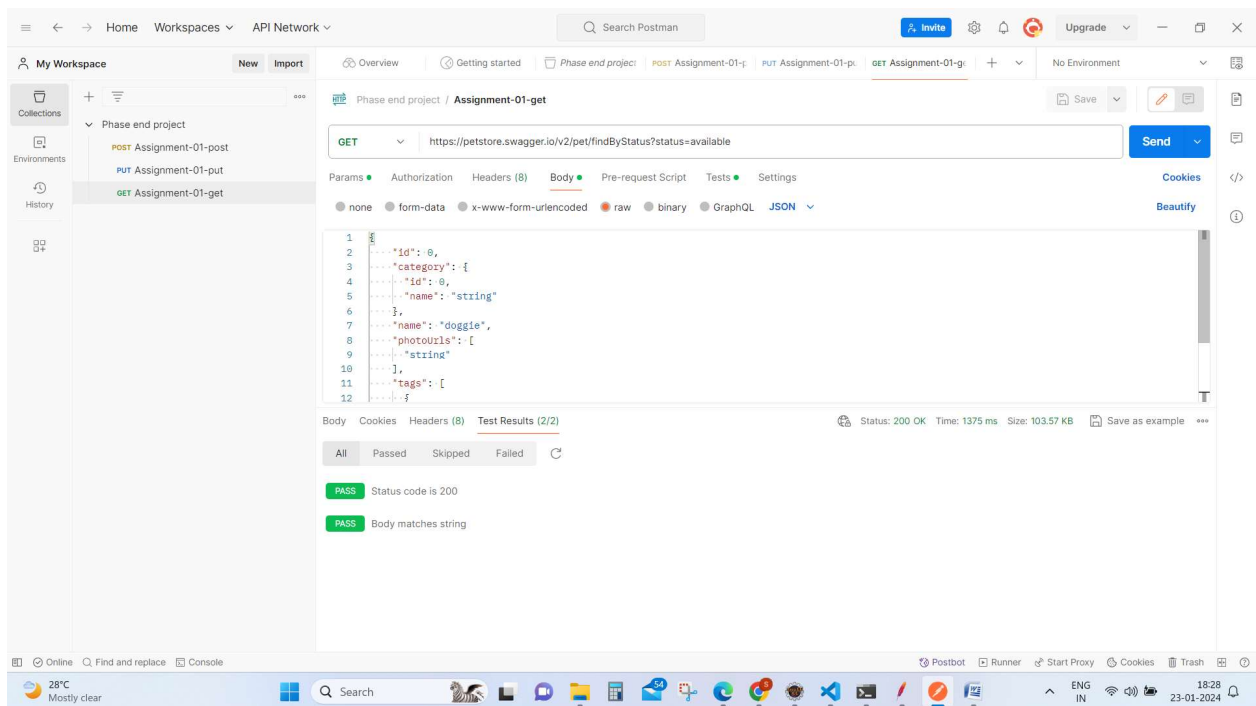 Home Workspaces API Network Search Postman Invite Upgrade
My Workspace New Import Overview Getting started Phase end project POST Assignment-01-p PUT Assignment-01-pu GET Assignment-01-ge No Environment
Collections
Environments
History
Phase end project
POST Assignment-01-post
PUT Assignment-01-put
GET Assignment-01-get
HTTP Phase end project / Assignment-01-get Save
GET https://petstore.swagger.io/v2/pet/findByStatus?status=available Send
Params Authorization Headers (8) Body Pre-request Script Tests Settings Cookies
none form-data x-www-form-urlencoded raw binary GraphQL JSON Beautify
1 {
2 "id": 0,
3 "category": {
4 "id": 0,
5 "name": "string"
6 },
7 "name": "doggie",
8 "photoUrls": [
9 "string"
10 ],
11 "tags": [
12 {
Body Cookies Headers (8) Test Results (2/2) Status: 200 OK Time: 1375 ms Size: 103.57 KB Save as example
All Passed Skipped Failed
PASS Status code is 200
PASS Body matches string
Online Find and replace Console Postbot Runner Start Proxy Cookies Trash
28°C
Mostly clear
Search
54
ENG
IN
18:28
23-01-2024